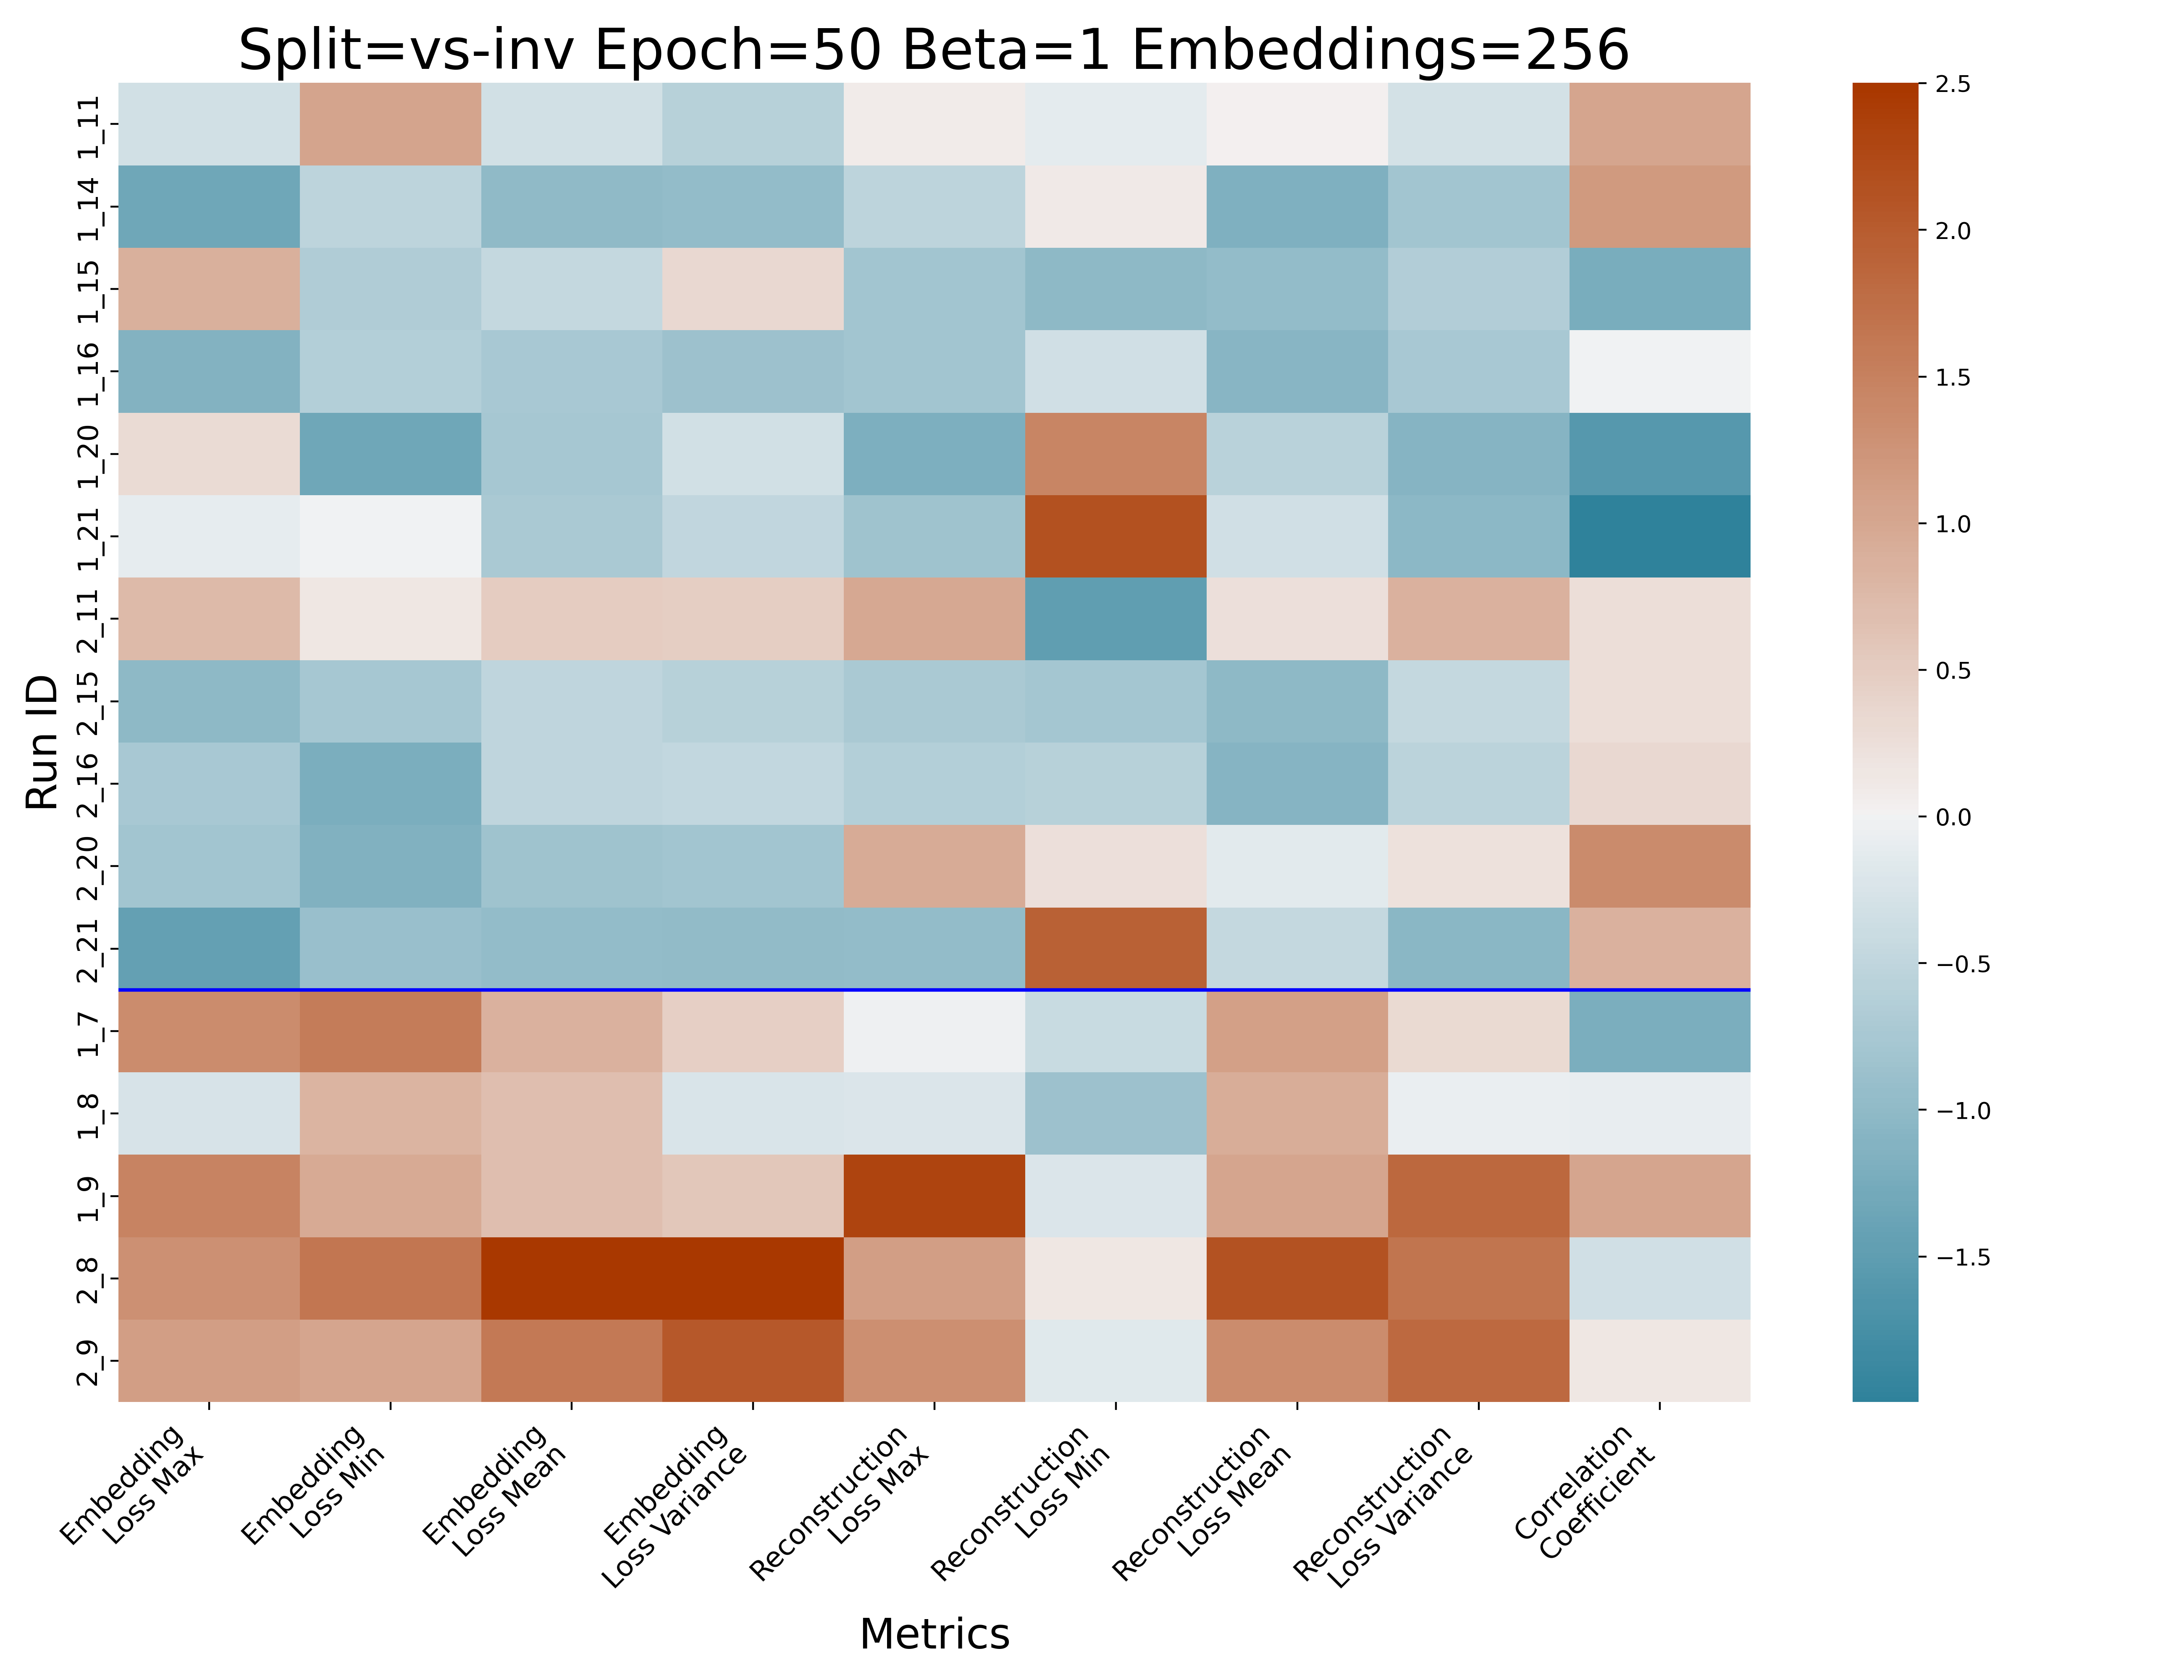 Split=vs-inv Epoch=50 Beta=1 Embeddings=256
Run ID
1_11
1_14
1_15
1_16
1_20
1_21
2_11
2_15
2_16
2_20
2_21
1_7
1_8
1_9
2_8
2_9
Embedding
Loss Max
Embedding
Loss Min
Embedding
Loss Mean
Embedding
Loss Variance
Reconstruction
Loss Max
Reconstruction
Loss Min
Reconstruction
Loss Mean
Reconstruction
Loss Variance
Correlation
Coefficient
Metrics
2.5
2.0
1.5
1.0
0.5
0.0
−0.5
−1.0
−1.5